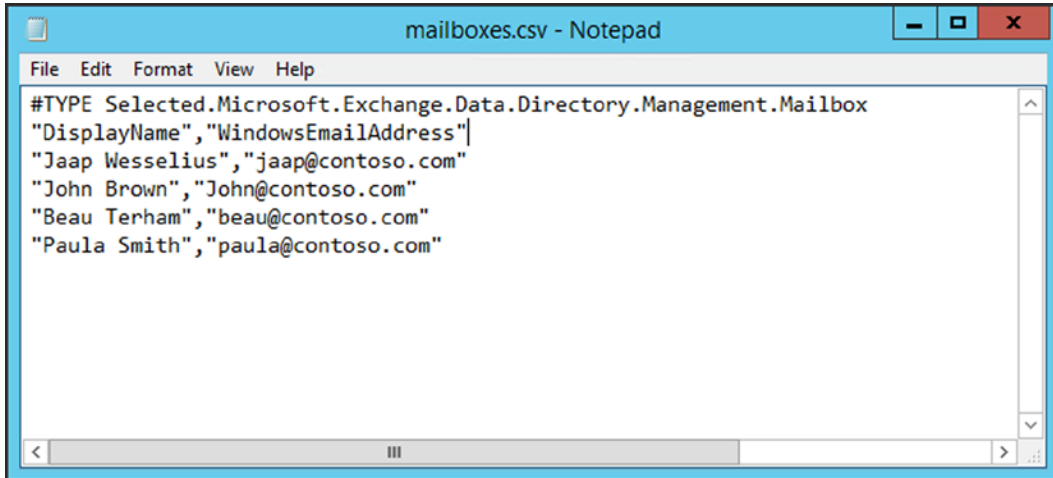 mailboxes.csv - Notepad
File Edit Format View Help
#TYPE Selected.Microsoft.Exchange.Data.Directory.Management.Mailbox
"DisplayName","WindowsEmailAddress"
"Jaap Wesselius","jaap@contoso.com"
"John Brown","John@contoso.com"
"Beau Terham","beau@contoso.com"
"Paula Smith","paula@contoso.com"